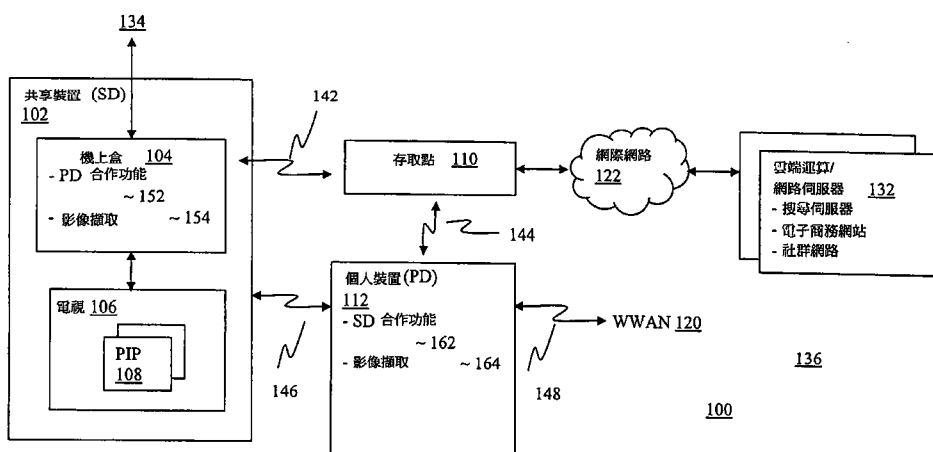 134
共享裝置 (SD)
102
機上盒 104
- PD 合作功能
~ 152
- 影像擷取 ~ 154
電視 106
PIP
108
142
存取點 110
144
網際網路
122
雲端運算/
網路伺服器 132
- 搜尋伺服器
- 電子商務網站
- 社群網路
個人裝置(PD)
112
- SD 合作功能
~ 162
- 影像擷取 ~ 164
146
148
WWAN 120
136
100